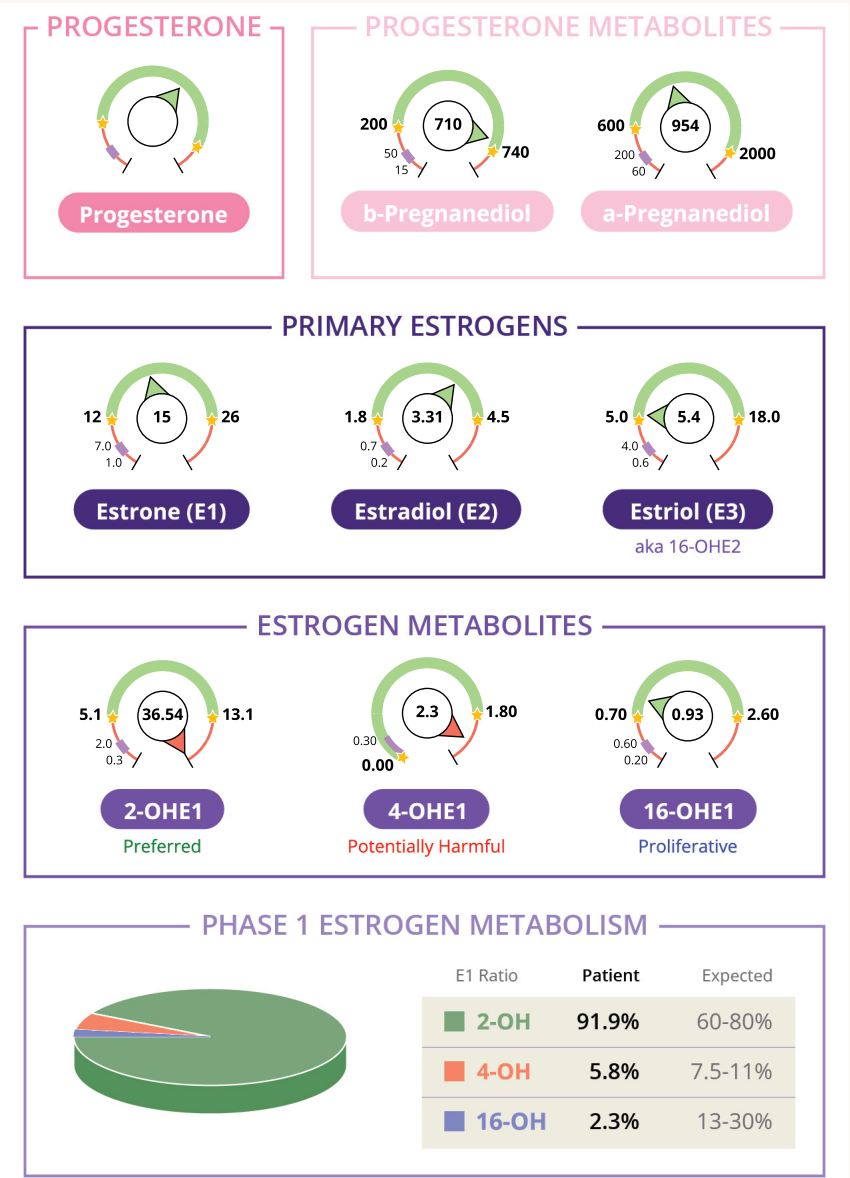 PROGESTERONE
Progesterone
PROGESTERONE METABOLITES
200
710
740
50
15
b-Pregnanediol
600
954
2000
200
60
a-Pregnanediol
PRIMARY ESTROGENS
12
15
26
7.0
1.0
Estrone (E1)
1.8
3.31
4.5
0.7
0.2
Estradiol (E2)
5.0
5.4
18.0
4.0
0.6
Estriol (E3)
aka 16-OHE2
ESTROGEN METABOLITES
5.1
36.54
13.1
2.0
0.3
2-OHE1
Preferred
2.3
1.80
0.30
0.00
4-OHE1
Potentially Harmful
0.70
0.93
2.60
0.60
0.20
16-OHE1
Proliferative
PHASE 1 ESTROGEN METABOLISM
E1 Ratio Patient Expected
2-OH 91.9% 60-80%
4-OH 5.8% 7.5-11%
16-OH 2.3% 13-30%